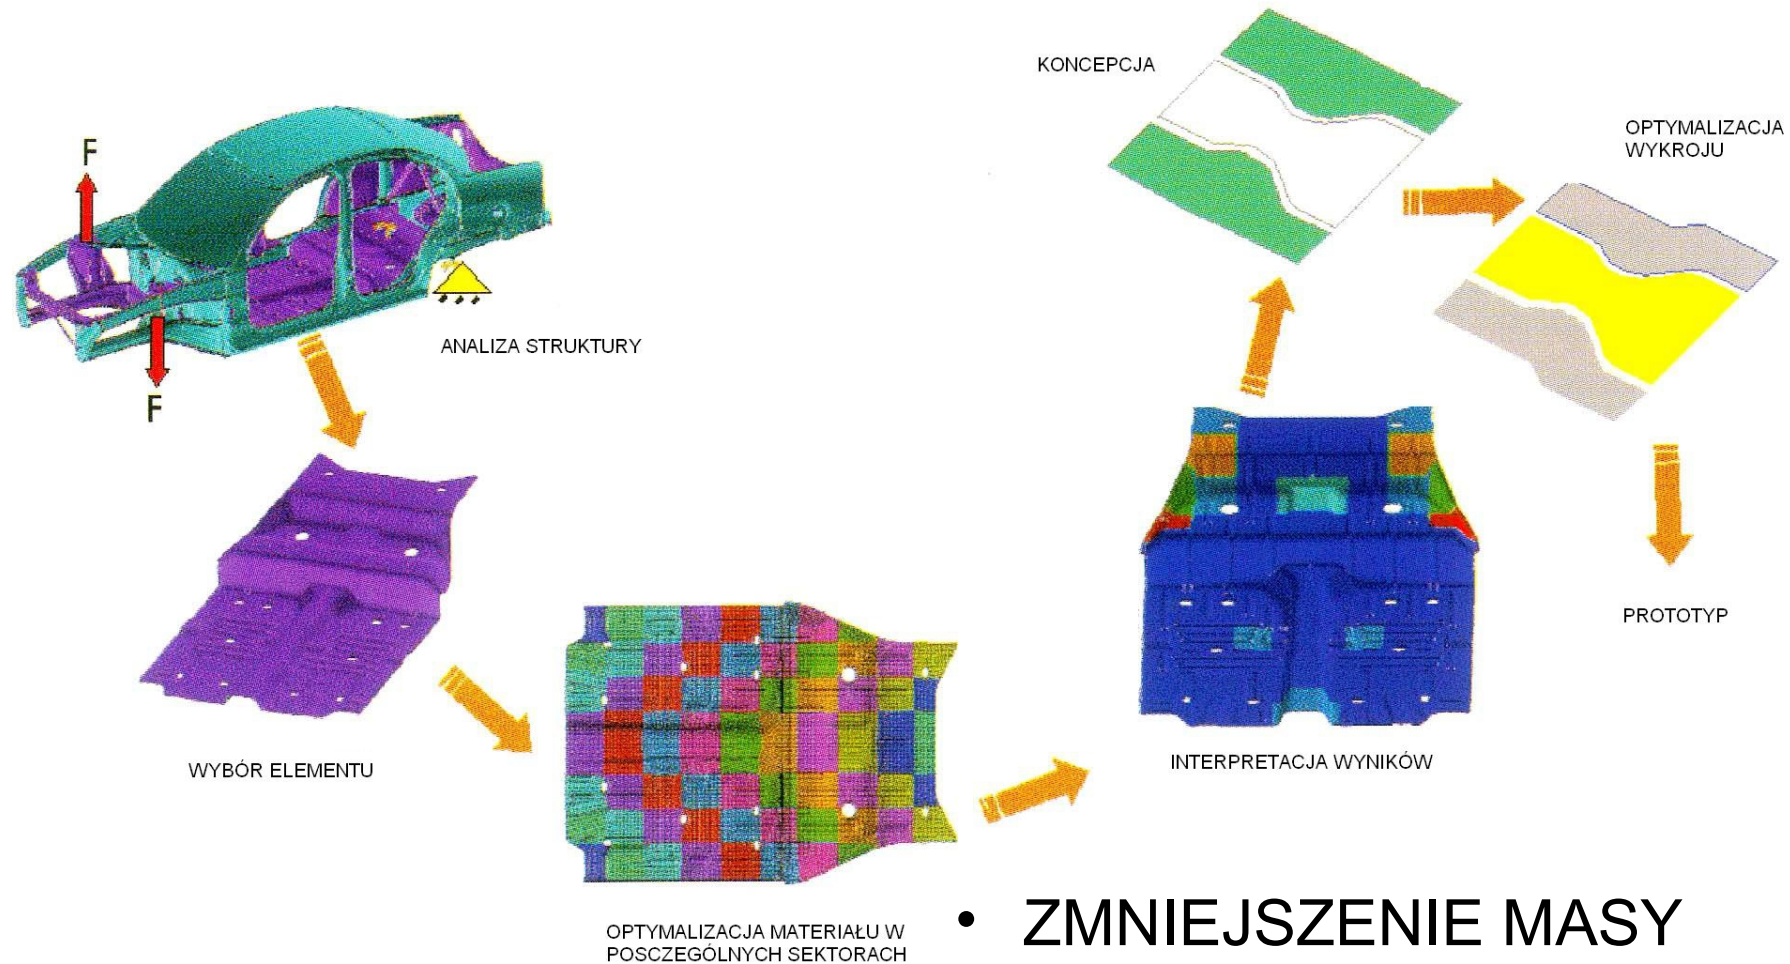 F
F
ANALIZA STRUKTURY
WYBÓR ELEMENTU
OPTYMALIZACJA MATERIAŁU W
POSCZEGÓLNYCH SEKTORACH
INTERPRETACJA WYNIKÓW
KONCEPCJA
OPTYMALIZACJA
WYKROJU
PROTOTYP
• ZMNIEJSZENIE MASY